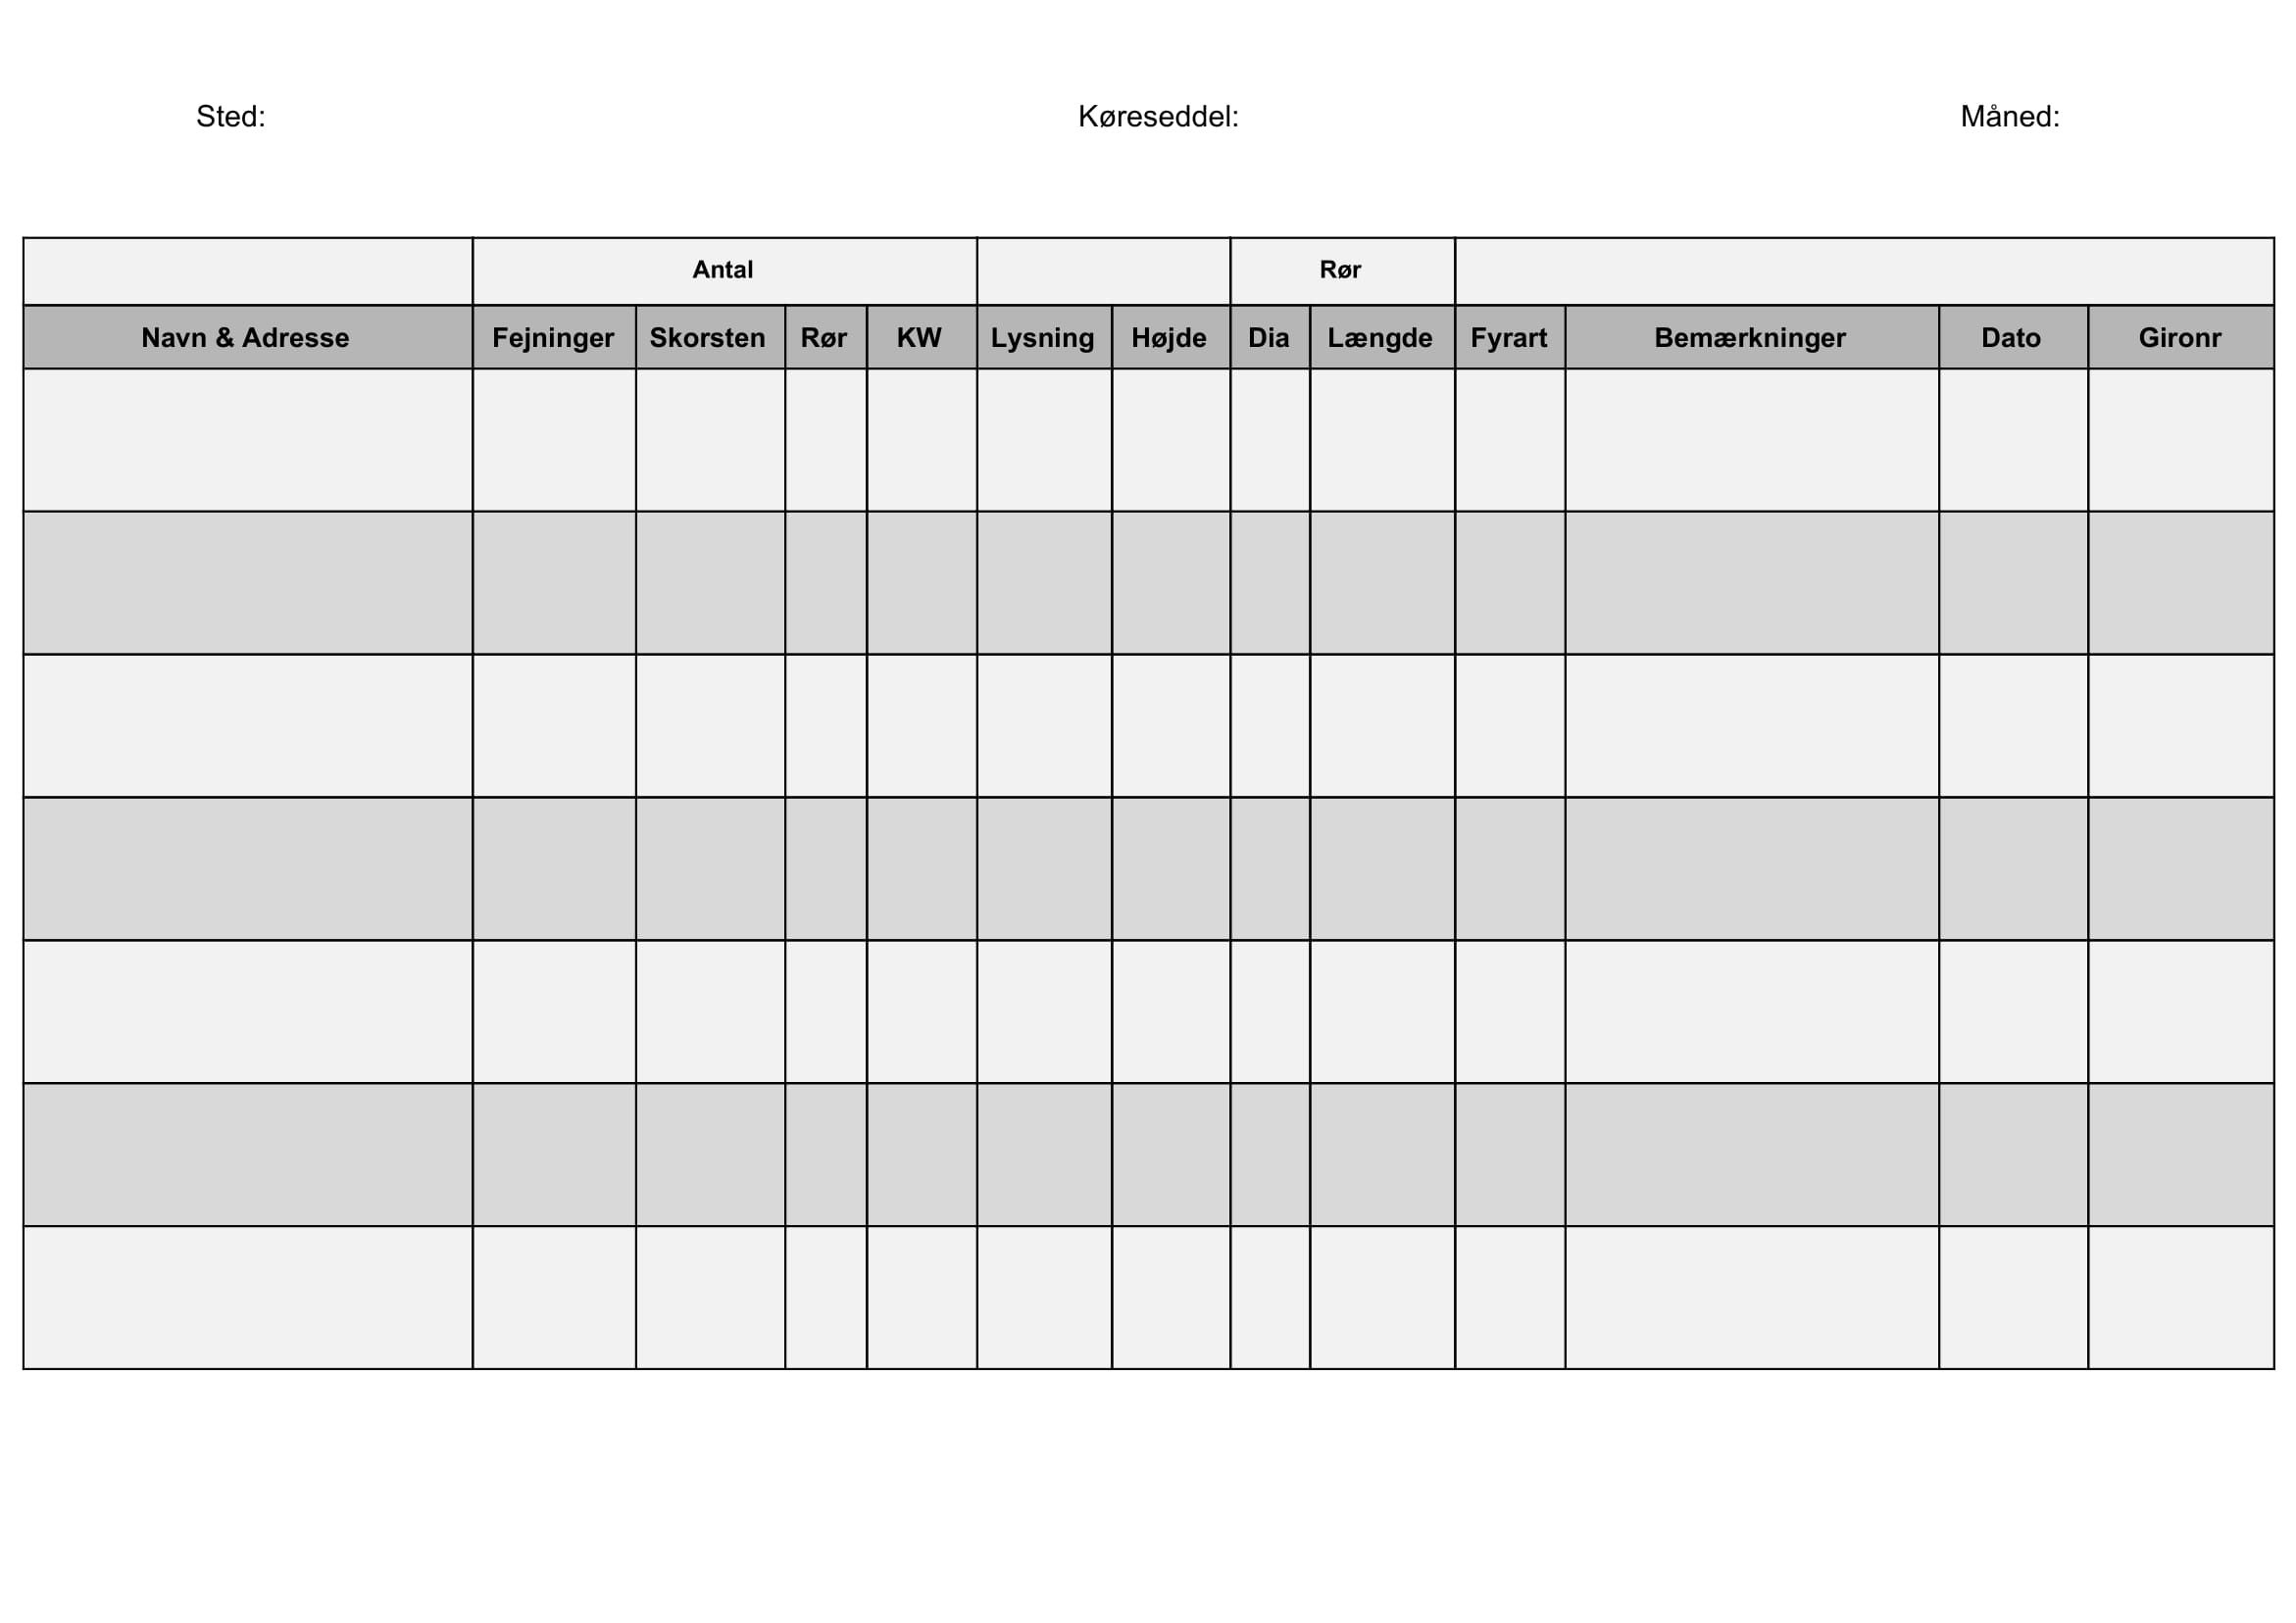 Sted: Køreseddel: Måned:
Antal Rør
Navn & Adresse Fejninger Skorsten Rør KW Lysning Højde Dia Længde Fyrart Bemærkninger Dato Gironr